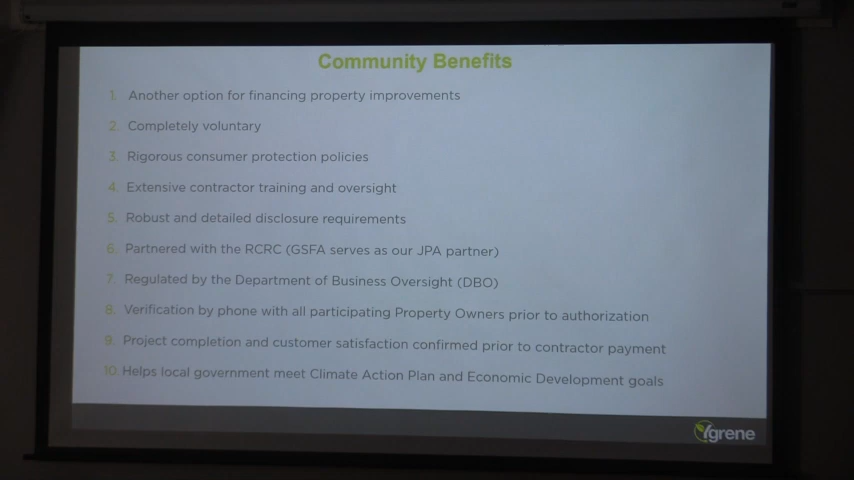 Community Benefits
1. Another option for financing property improvements
2. Completely voluntary
3. Rigorous consumer protection policies
4. Extensive contractor training and oversight
5. Robust and detailed disclosure requirements
6. Partnered with the RCRC (GSFA serves as our JPA partner)
7. Regulated by the Department of Business Oversight (DBO)
8. Verification by phone with all participating Property Owners prior to authorization
9. Project completion and customer satisfaction confirmed prior to contractor payment
10. Helps local government meet Climate Action Plan and Economic Development goals
Ygrene